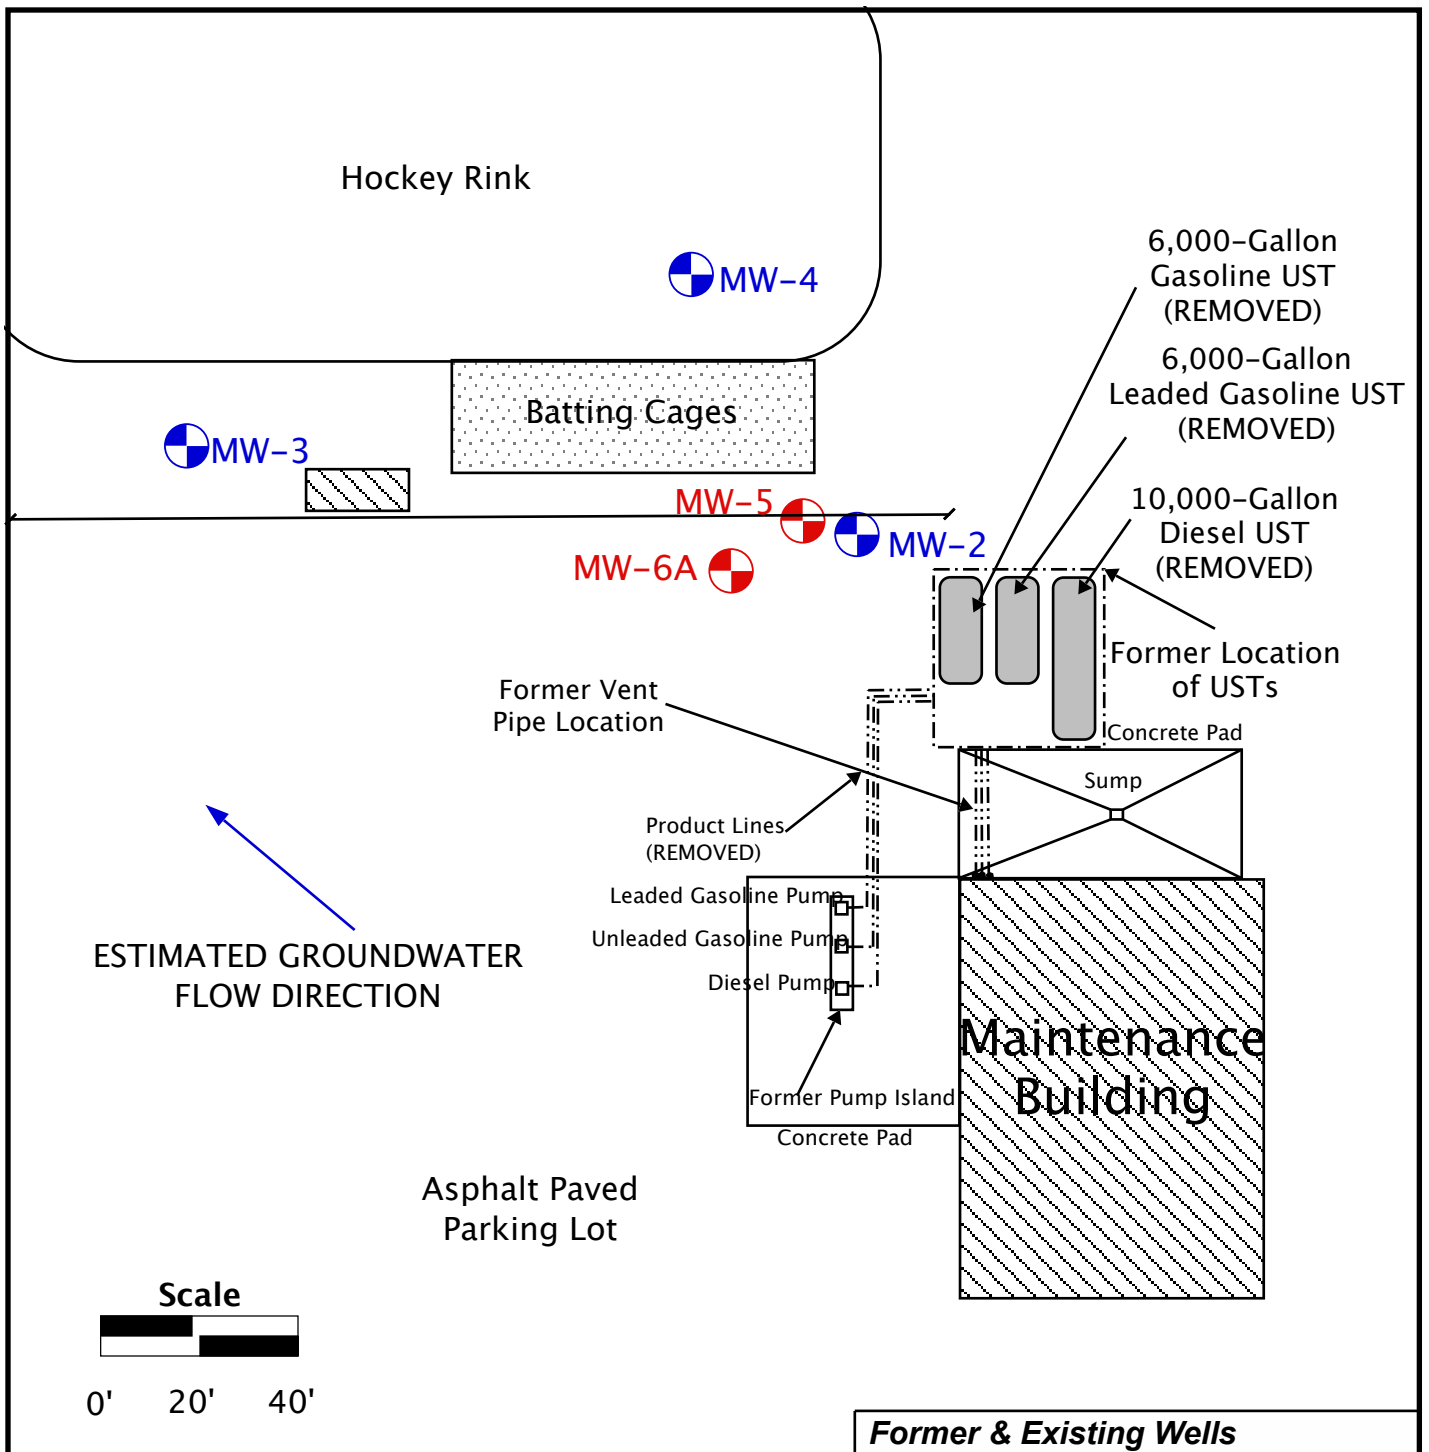 Hockey Rink
6,000-Gallon
Gasoline UST
(REMOVED)
MW-4
6,000-Gallon
Leaded Gasoline UST
(REMOVED)
Batting Cages
MW-3
10,000-Gallon
Diesel UST
(REMOVED)
MW-5
MW-2
MW-6A
Former Location
of USTs
Former Vent
Pipe Location
Concrete Pad
Sump
Product Lines
(REMOVED)
Leaded Gasoline Pump
Unleaded Gasoline Pump
Diesel Pump
ESTIMATED GROUNDWATER
FLOW DIRECTION
Maintenance
Building
Former Pump Island
Concrete Pad
Asphalt Paved
Parking Lot
Scale
0' 20' 40'
Former & Existing Wells